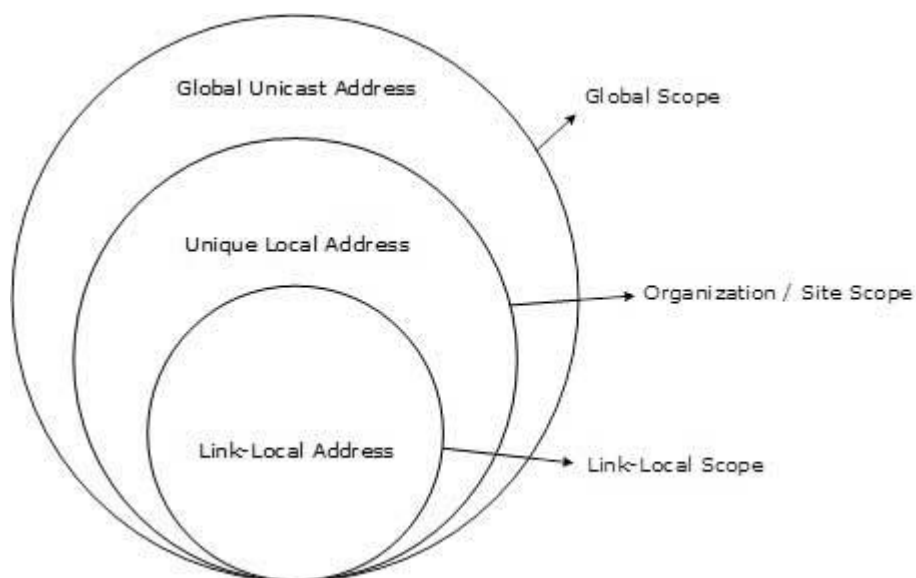 Global Unicast Address
Global Scope
Unique Local Address
Organization / Site Scope
Link-Local Address
Link-Local Scope